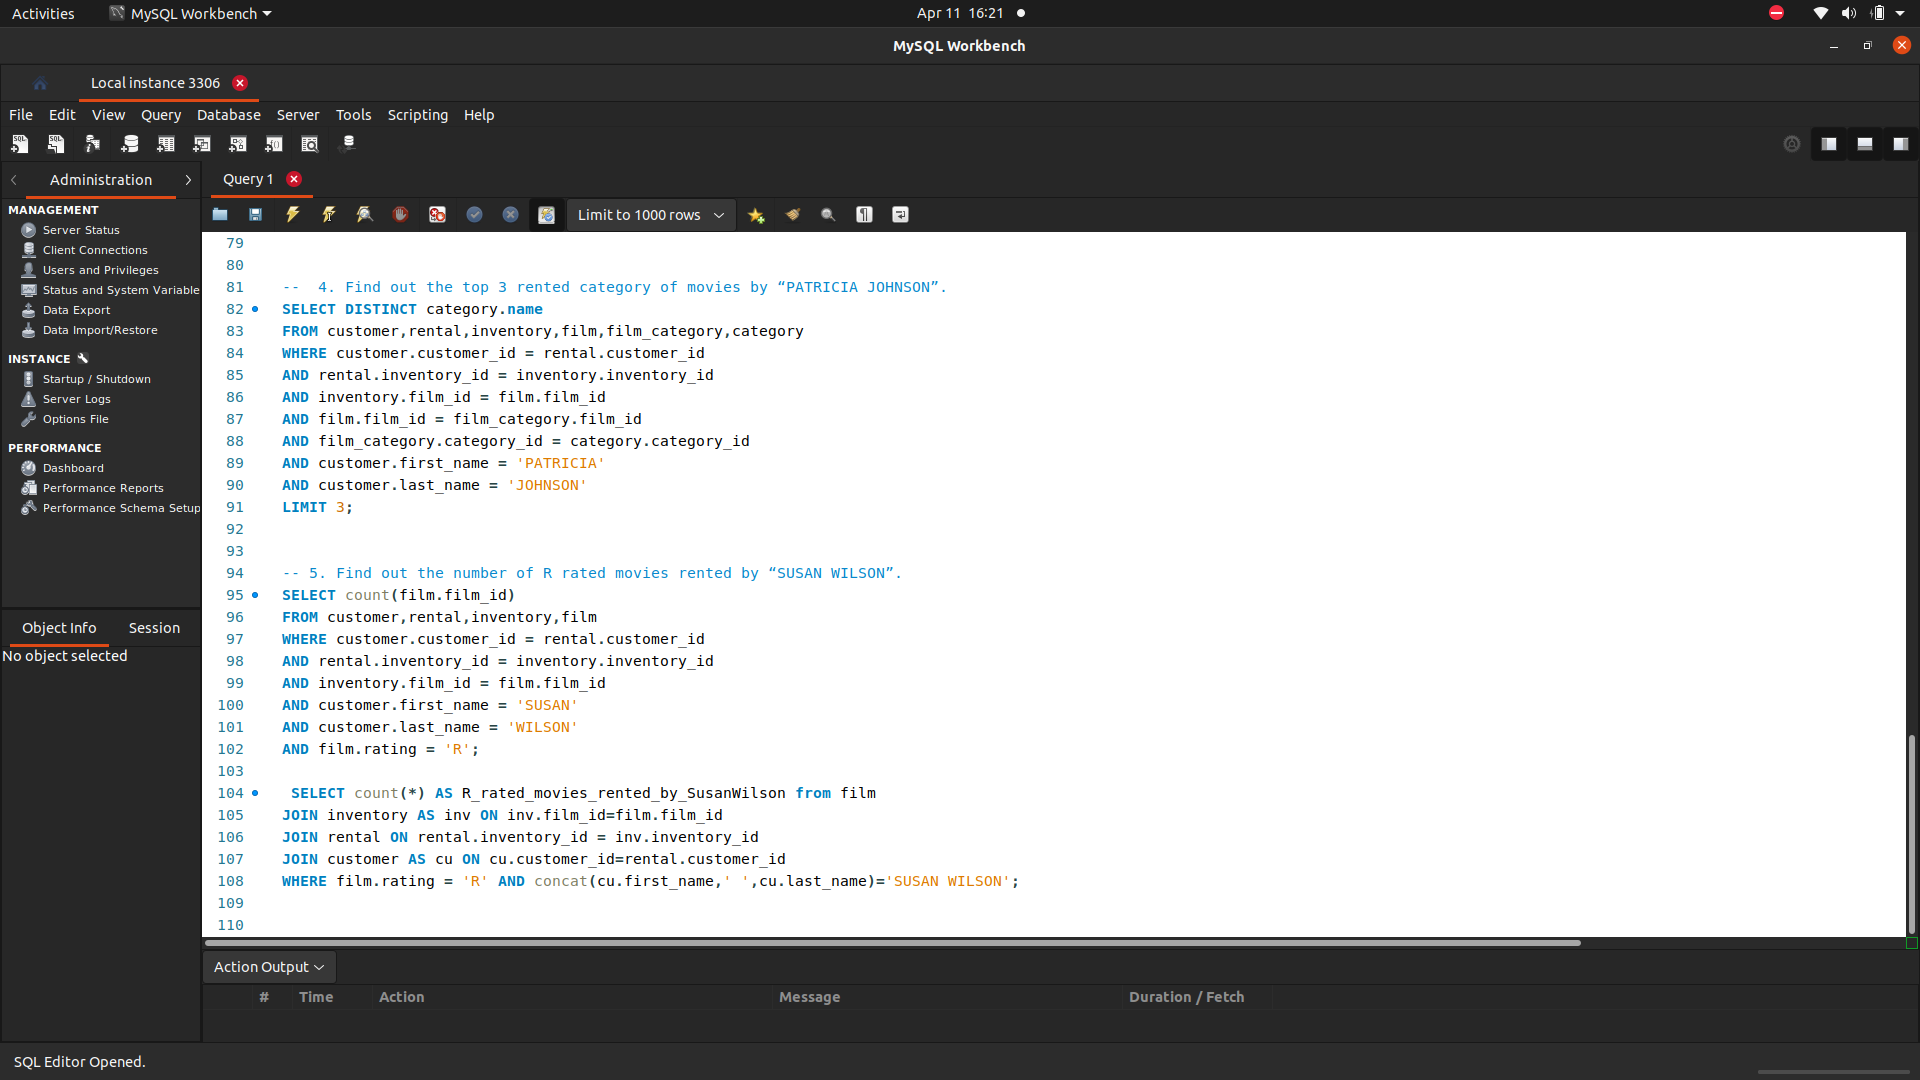 Activities
MySQL Workbench
Apr 11 16:21
MySQL Workbench
Local instance 3306
File Edit View Query Database Server Tools Scripting Help
Administration
Query 1
MANAGEMENT
Server Status
Client Connections
Users and Privileges
Status and System Variable
Data Export
Data Import/Restore
INSTANCE
Startup / Shutdown
Server Logs
Options File
PERFORMANCE
Dashboard
Performance Reports
Performance Schema Setup
Object Info Session
No object selected
Limit to 1000 rows
79
80
81 --  4. Find out the top 3 rented category of movies by “PATRICIA JOHNSON”.
82 SELECT DISTINCT category.name
83 FROM customer,rental,inventory,film,film_category,category
84 WHERE customer.customer_id = rental.customer_id
85 AND rental.inventory_id = inventory.inventory_id
86 AND inventory.film_id = film.film_id
87 AND film.film_id = film_category.film_id
88 AND film_category.category_id = category.category_id
89 AND customer.first_name = 'PATRICIA'
90 AND customer.last_name = 'JOHNSON'
91 LIMIT 3;
92
93
94 -- 5. Find out the number of R rated movies rented by “SUSAN WILSON”.
95 SELECT count(film.film_id)
96 FROM customer,rental,inventory,film
97 WHERE customer.customer_id = rental.customer_id
98 AND rental.inventory_id = inventory.inventory_id
99 AND inventory.film_id = film.film_id
100 AND customer.first_name = 'SUSAN'
101 AND customer.last_name = 'WILSON'
102 AND film.rating = 'R';
103
104  SELECT count(*) AS R_rated_movies_rented_by_SusanWilson from film
105 JOIN inventory AS inv ON inv.film_id=film.film_id
106 JOIN rental ON rental.inventory_id = inv.inventory_id
107 JOIN customer AS cu ON cu.customer_id=rental.customer_id
108 WHERE film.rating = 'R' AND concat(cu.first_name,' ',cu.last_name)='SUSAN WILSON';
109
110
Action Output
# Time Action Message Duration / Fetch
SQL Editor Opened.